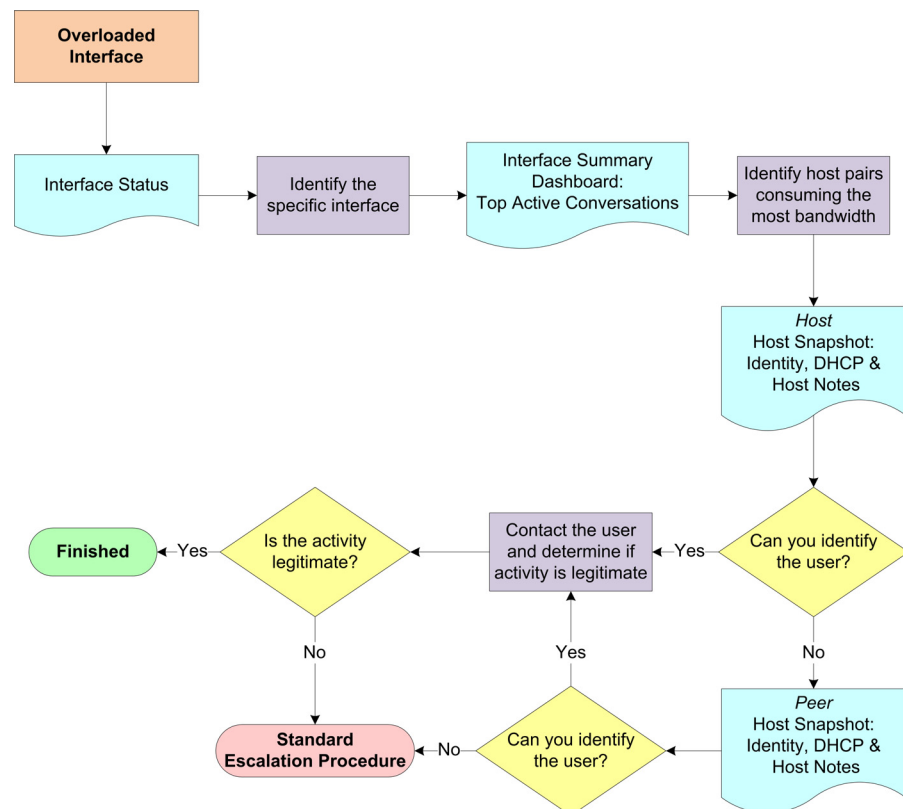 Overloaded
Interface
Interface Status
Identify the
specific interface
Interface Summary
Dashboard:
Top Active Conversations
Identify host pairs
consuming the
most bandwidth
Host
Host Snapshot:
Identity, DHCP &
Host Notes
Can you identify
the user?
Yes
Contact the user
and determine if
activity is legitimate
Is the activity
legitimate?
Yes
Finished
No
Standard
Escalation Procedure
No
Peer
Host Snapshot:
Identity, DHCP &
Host Notes
Can you identify
the user?
Yes
No